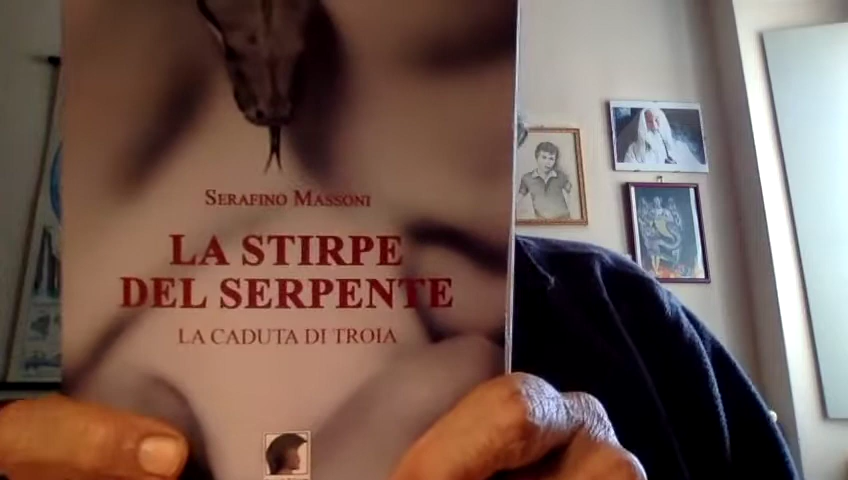 SERAFINO MASSONI
LA STIRPE
DEL SERPENTE
LA CADUTA DI TROIA